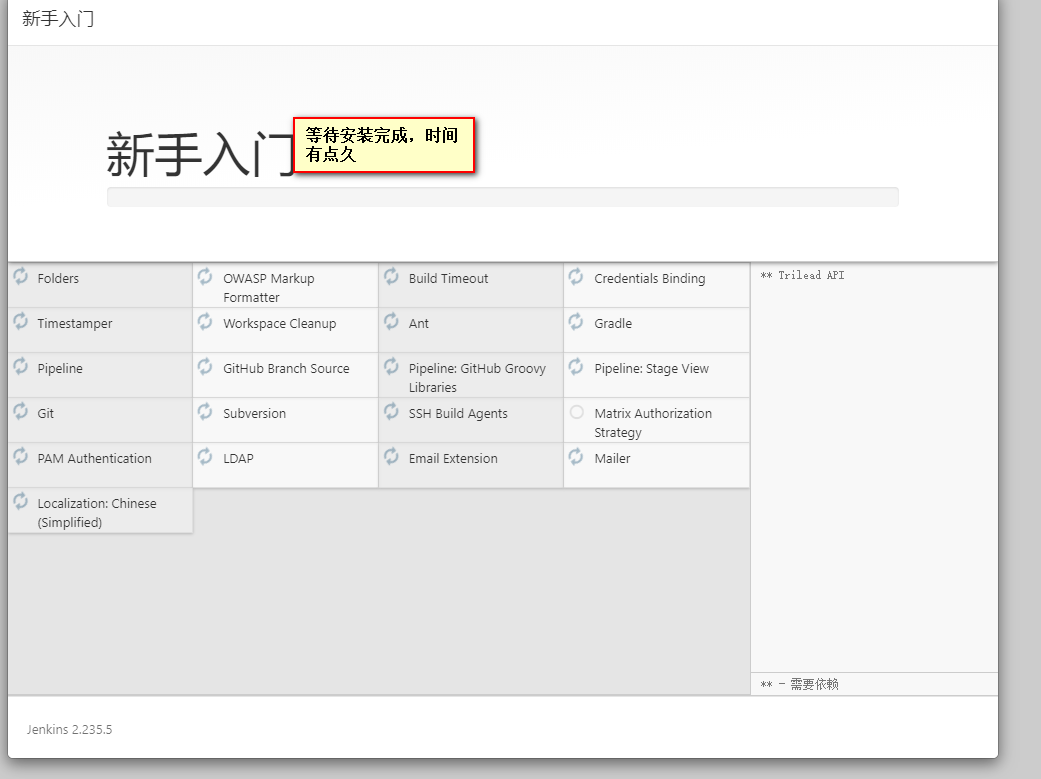 新手入门
新手入门
等待安装完成，时间
有点久
Folders
OWASP Markup
Formatter
Build Timeout
Credentials Binding
** Trilead API
Timestamper
Workspace Cleanup
Ant
Gradle
Pipeline
GitHub Branch Source
Pipeline: GitHub Groovy
Libraries
Pipeline: Stage View
Git
Subversion
SSH Build Agents
Matrix Authorization
Strategy
PAM Authentication
LDAP
Email Extension
Mailer
Localization: Chinese
(Simplified)
** - 需要依赖
Jenkins 2.235.5